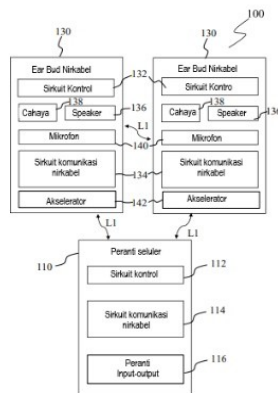 100
130
130
Ear Bud Nirkabel
Sirkuit Kontrol
132
Cahaya
138
Speaker
136
Mikrofon
140
Sirkuit komunikasi
nirkabel
134
Akselerator
142
Ear Bud Nirkabel
Sirkuit Kontro
Cahaya
138
Speaker
136
Mikrofon
Sirkuit komunikasi
nirkabel
Akselerator
L1
L1
L1
110
Peranti seluler
Sirkuit kontrol
112
Sirkuit komunikasi
nirkabel
114
Peranti
Input-output
116